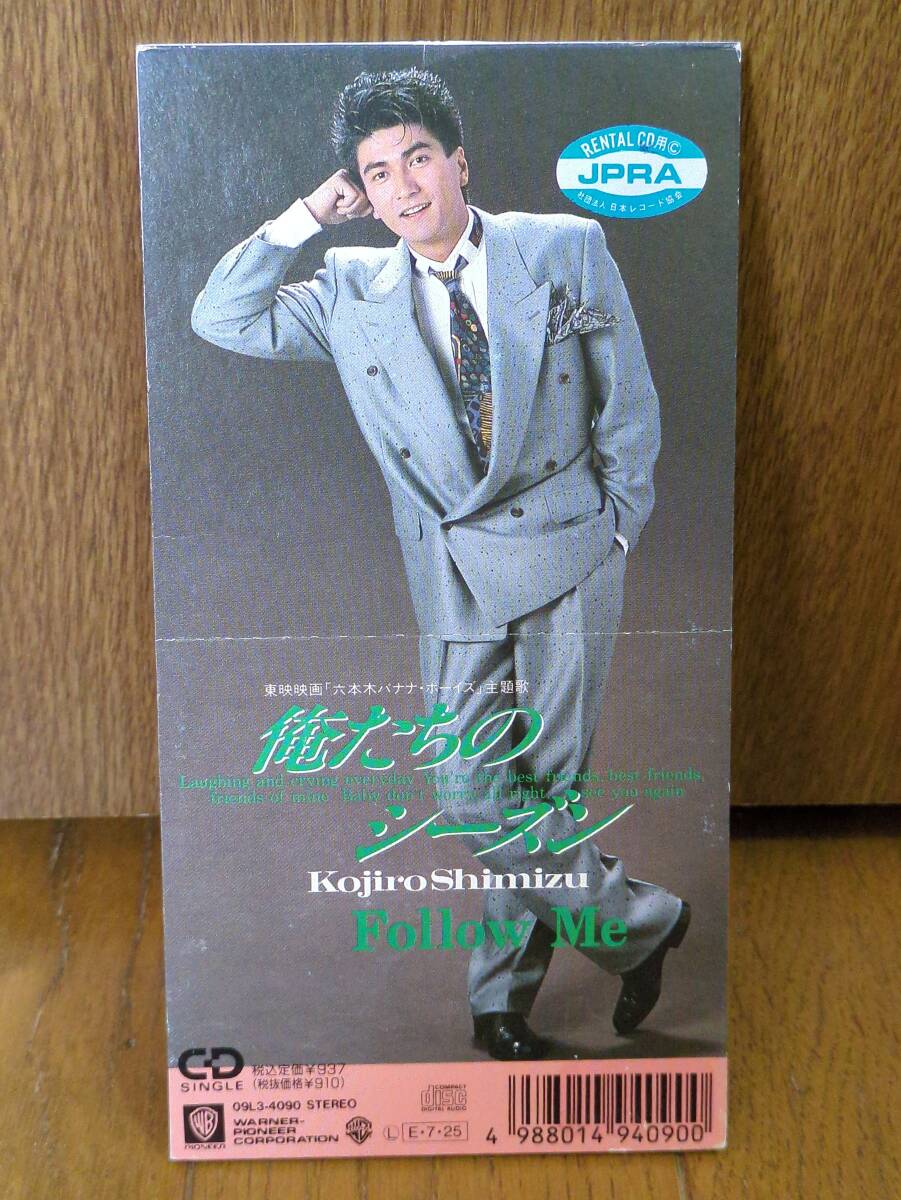 RENTAL CD用©
JPRA
社団法人 日本レコード協会
東映映画「六本木バナナ・ボーイズ」主題歌
俺たちの
Laughing and crying everyday You're the best friends, best friends,
friends of mine Baby don't worry all right, see you again
シーズン
Kojiro Shimizu
Follow Me
CD
SINGLE
税込定価¥937
(税抜価格¥910)
09L3-4090 STEREO
WB
PIONEER
WARNER-
PIONEER
CORPORATION
COMPACT
disc
DIGITAL AUDIO
L
E・7・25
4 988014 940900